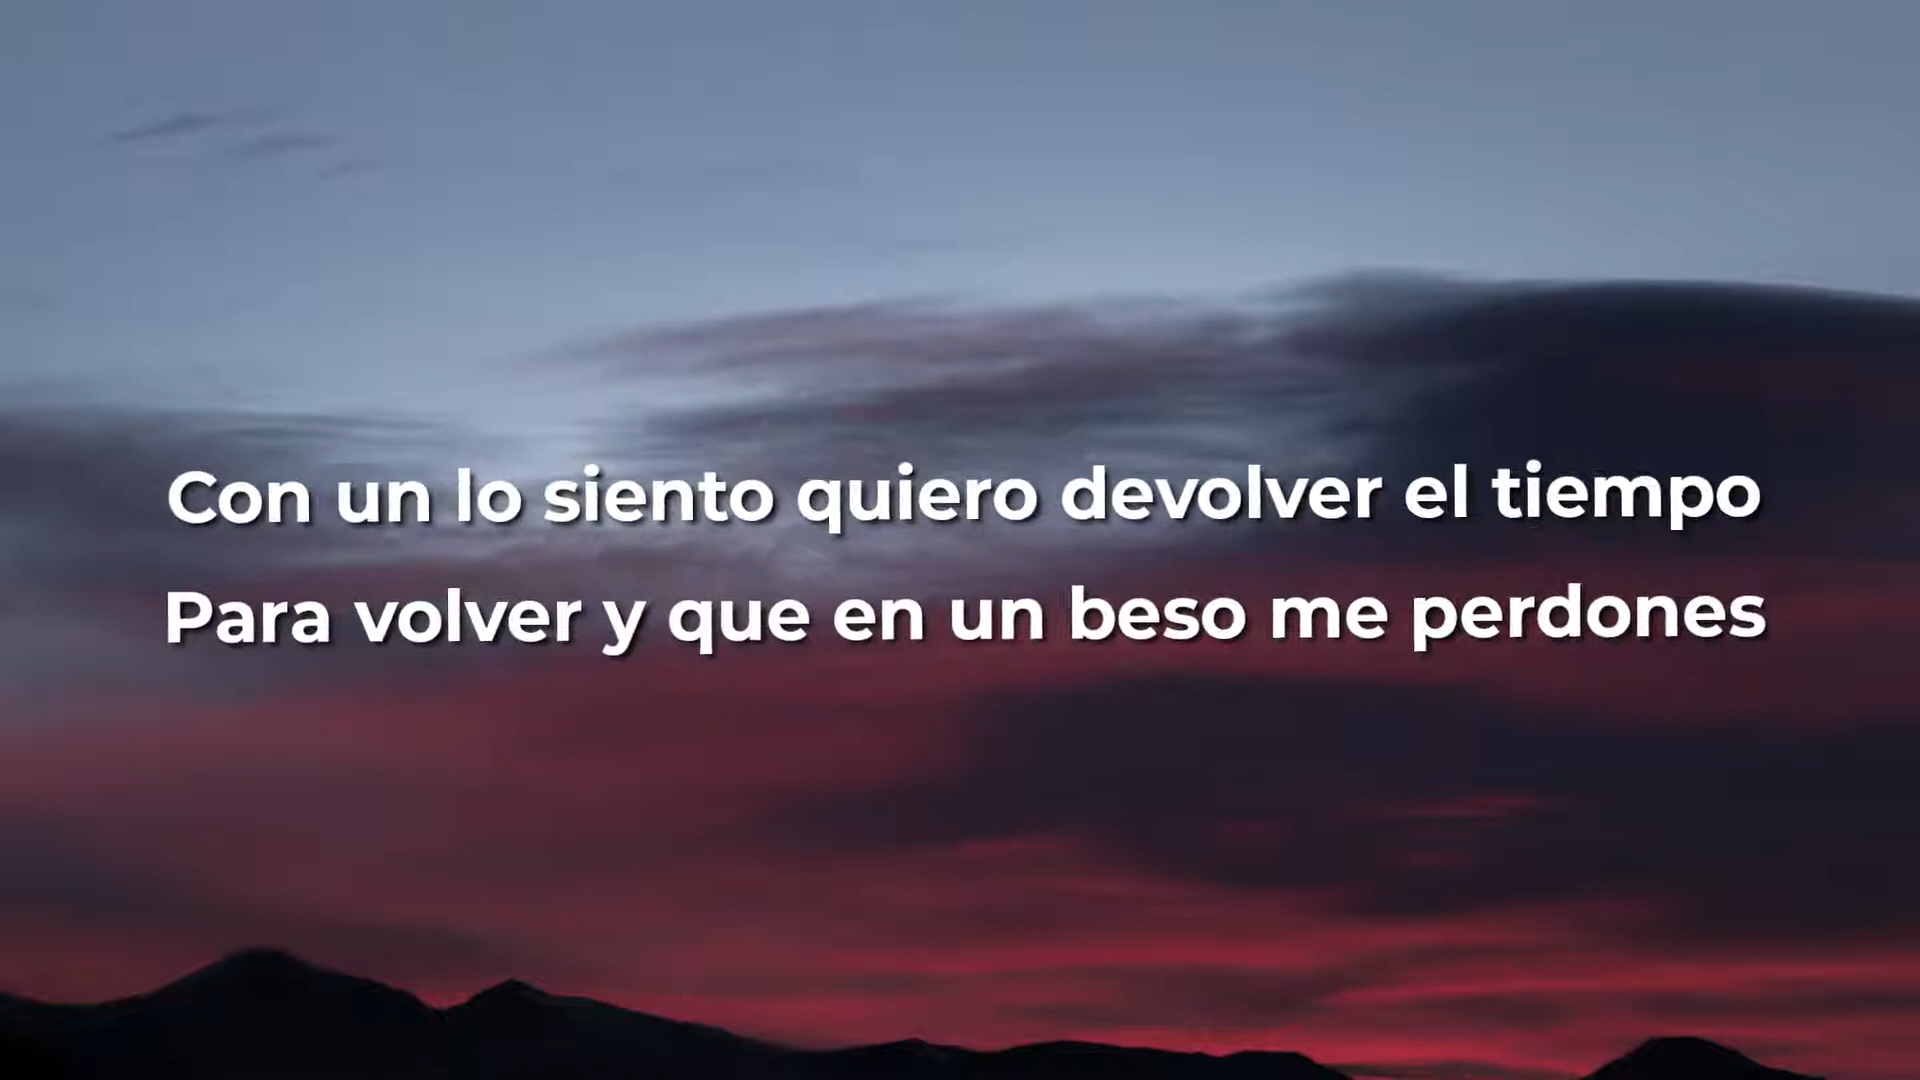 Con un lo siento quiero devolver el tiempo
Para volver y que en un beso me perdones